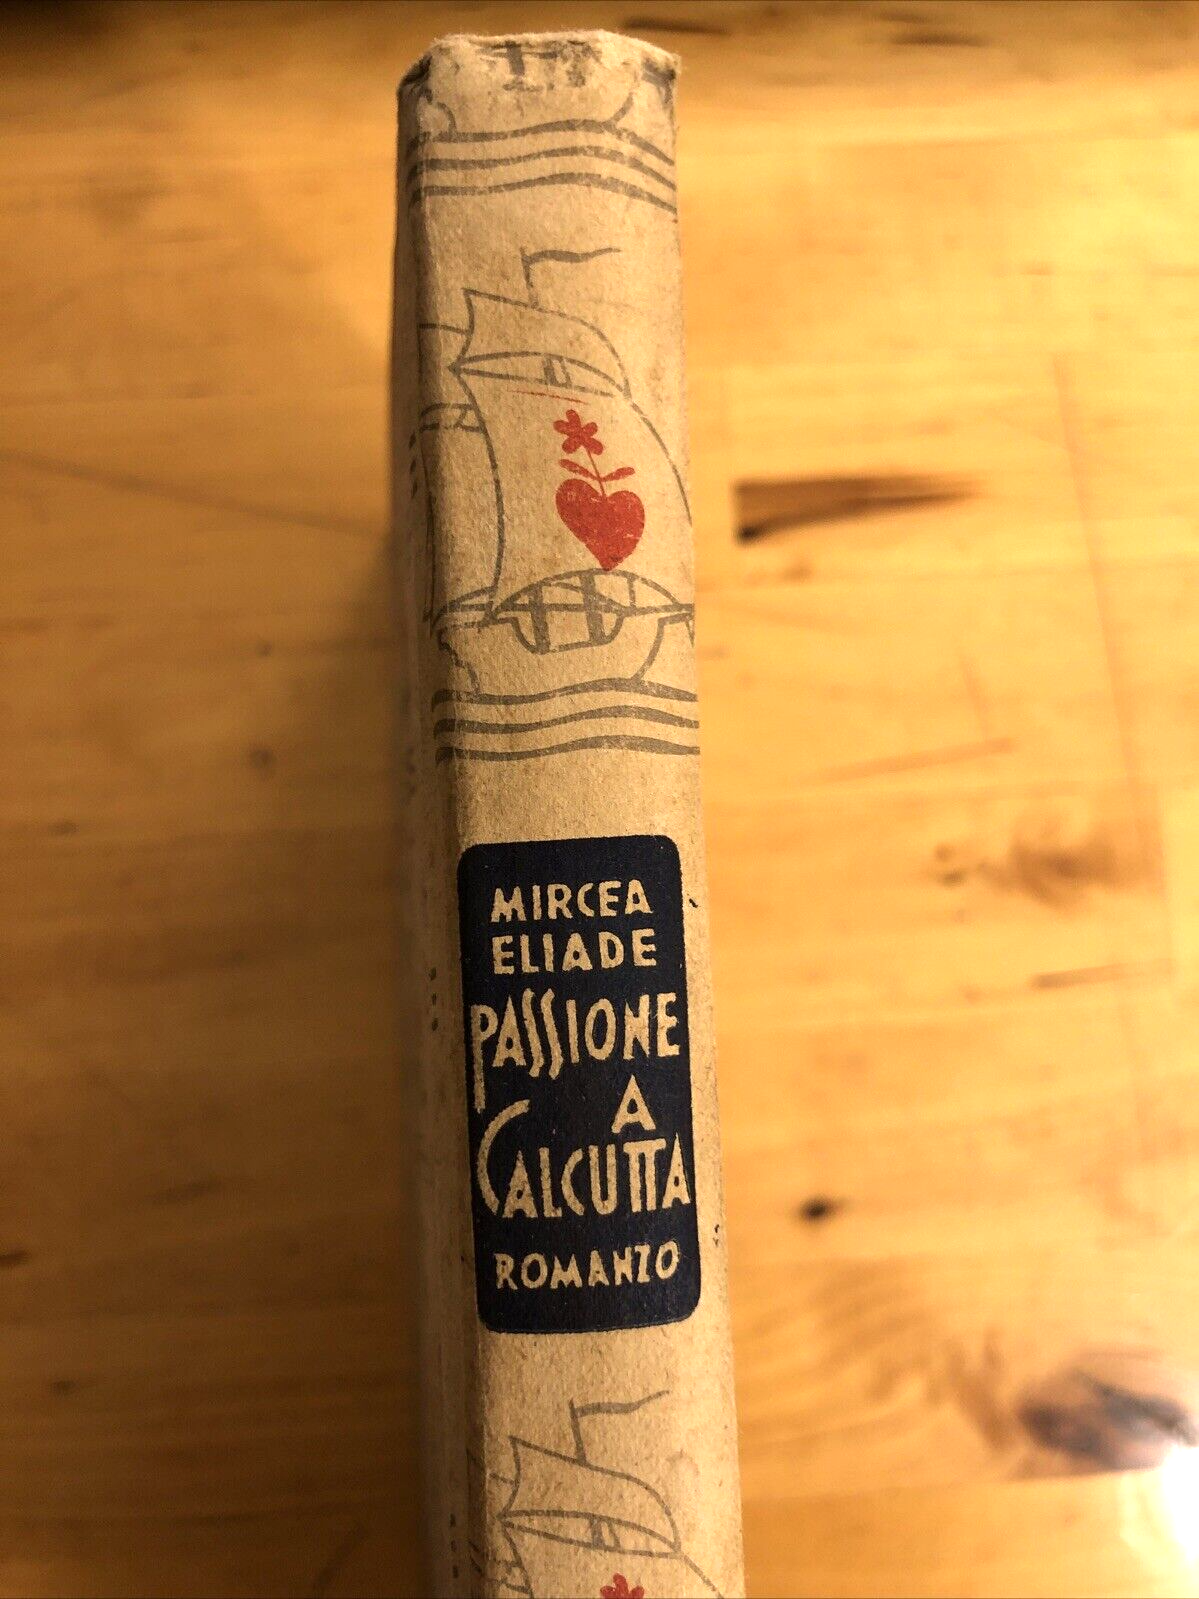 MIRCEA
ELIADE
PASSIONE
A
CALCUTTA
ROMANZO